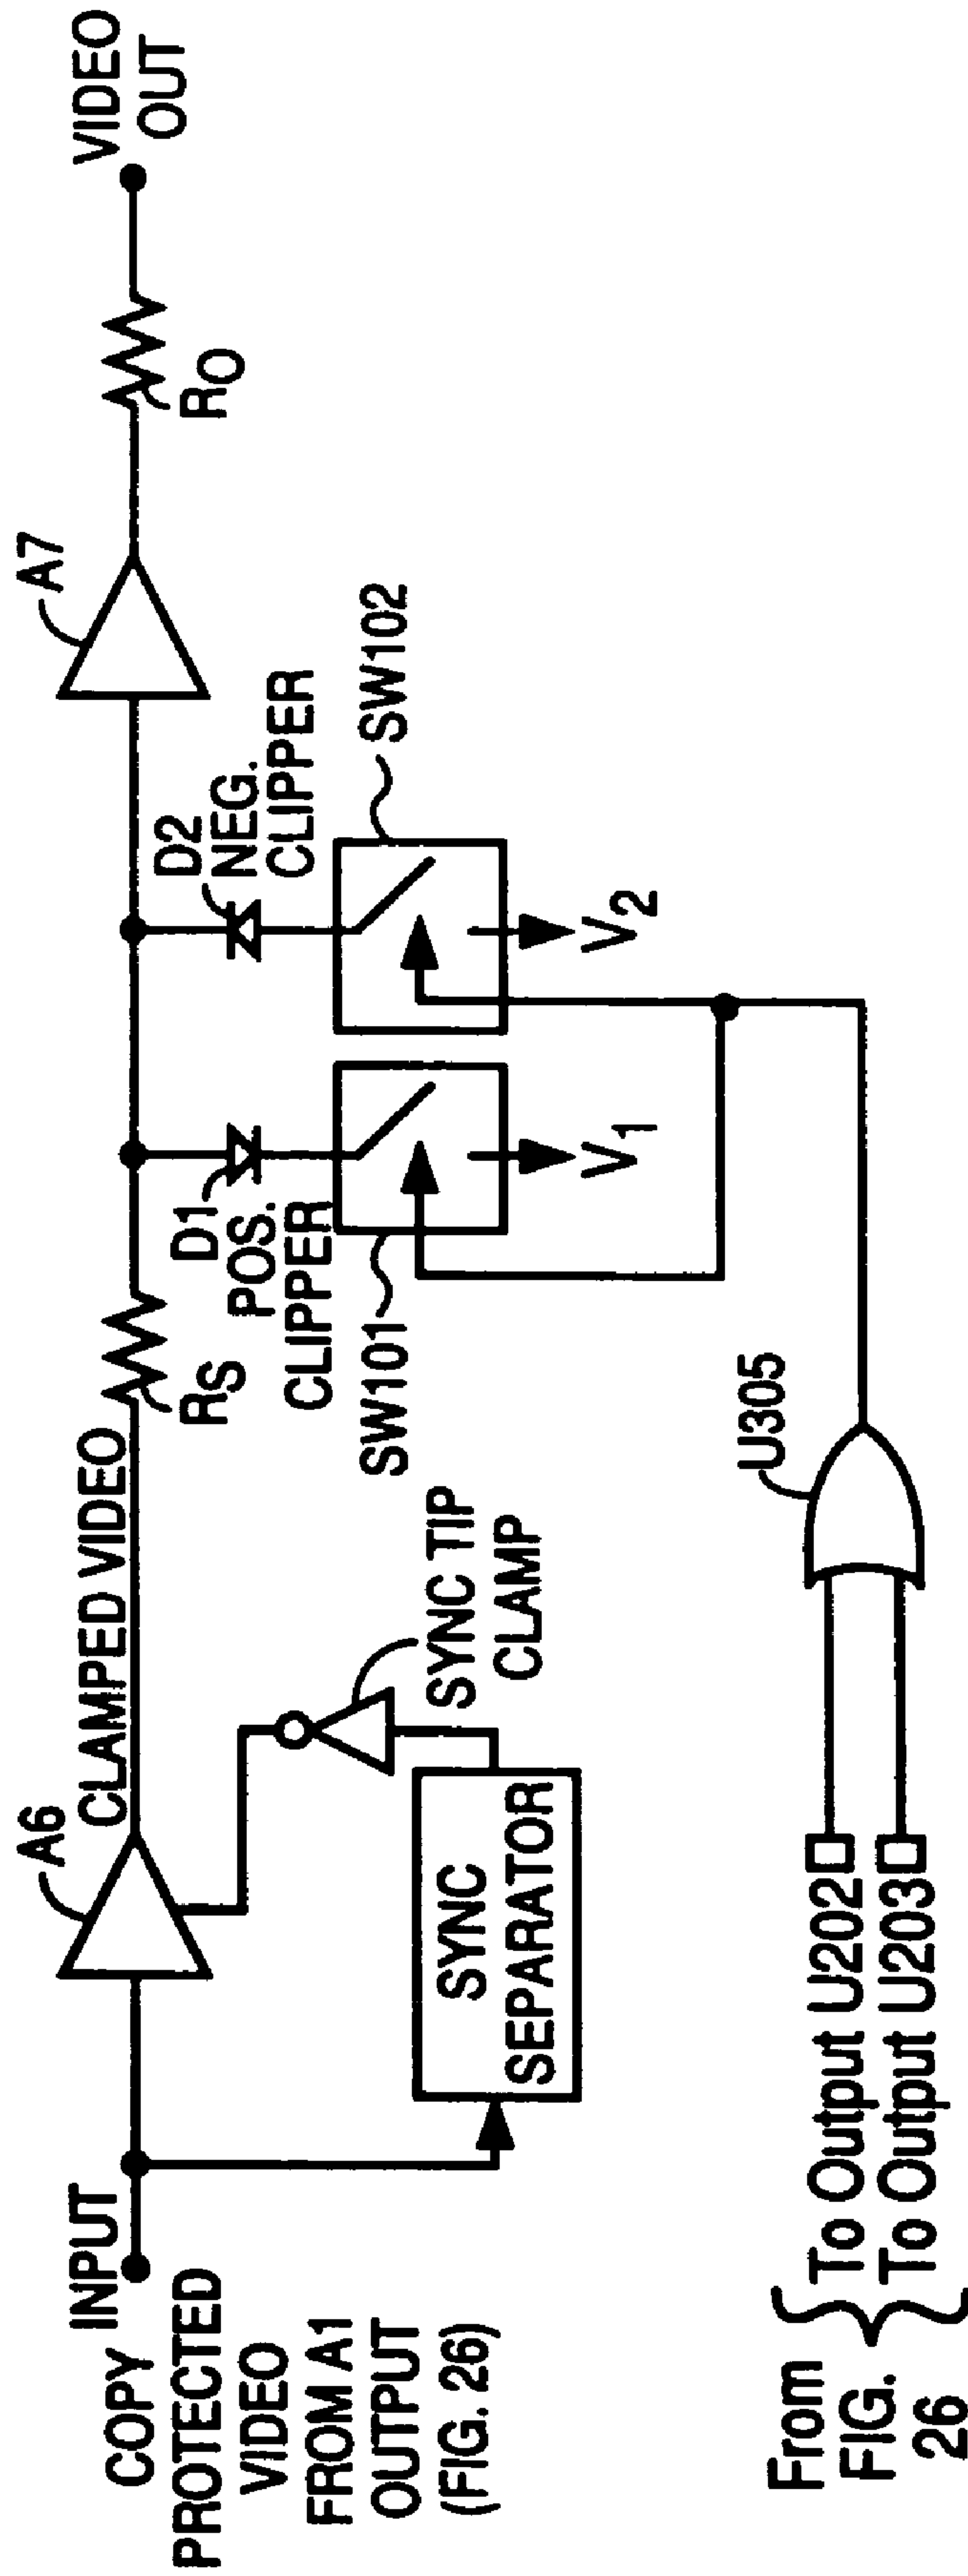 INPUT
COPY
PROTECTED
VIDEO
FROM A1
OUTPUT
(FIG. 26)
A6
CLAMPED VIDEO
SYNC
SEPARATOR
SYNC TIP
CLAMP
RS
D1
POS.
CLIPPER
SW101
V1
D2
NEG.
CLIPPER
SW102
V2
A7
RO
VIDEO
OUT
From
FIG.
26
To Output U202
To Output U203
U305